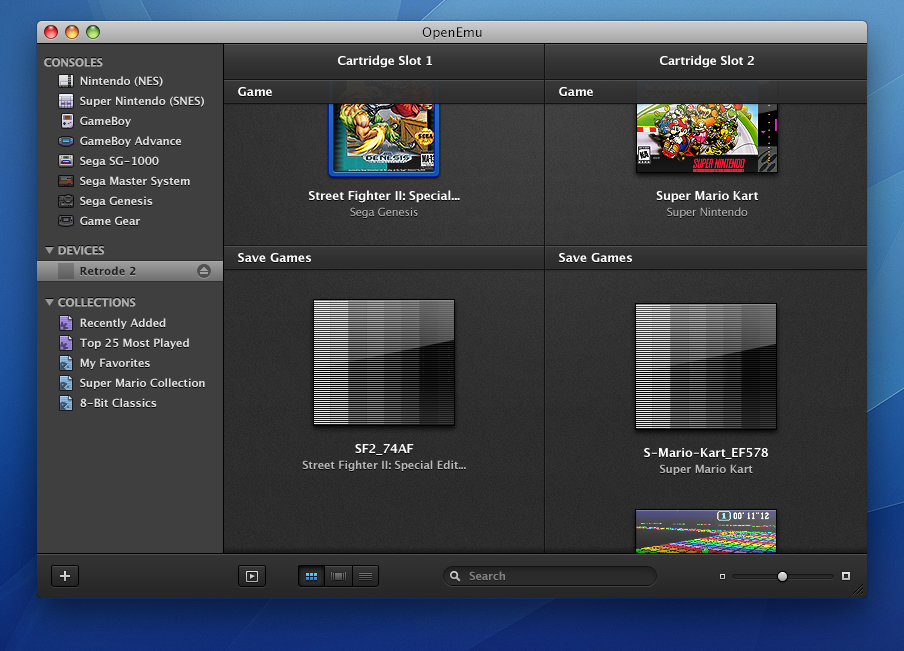 OpenEmu
CONSOLES
Nintendo (NES)
Super Nintendo (SNES)
GameBoy
GameBoy Advance
Sega SG-1000
Sega Master System
Sega Genesis
Game Gear
DEVICES
Retrode 2
COLLECTIONS
Recently Added
Top 25 Most Played
My Favorites
Super Mario Collection
8-Bit Classics
Cartridge Slot 1
Cartridge Slot 2
Game
Game
SEGA
GENESIS
SUPER NINTENDO
Street Fighter II: Special...
Sega Genesis
Super Mario Kart
Super Nintendo
Save Games
Save Games
SF2_74AF
Street Fighter II: Special Edit...
S-Mario-Kart_EF578
Super Mario Kart
1 00'11"12
Search